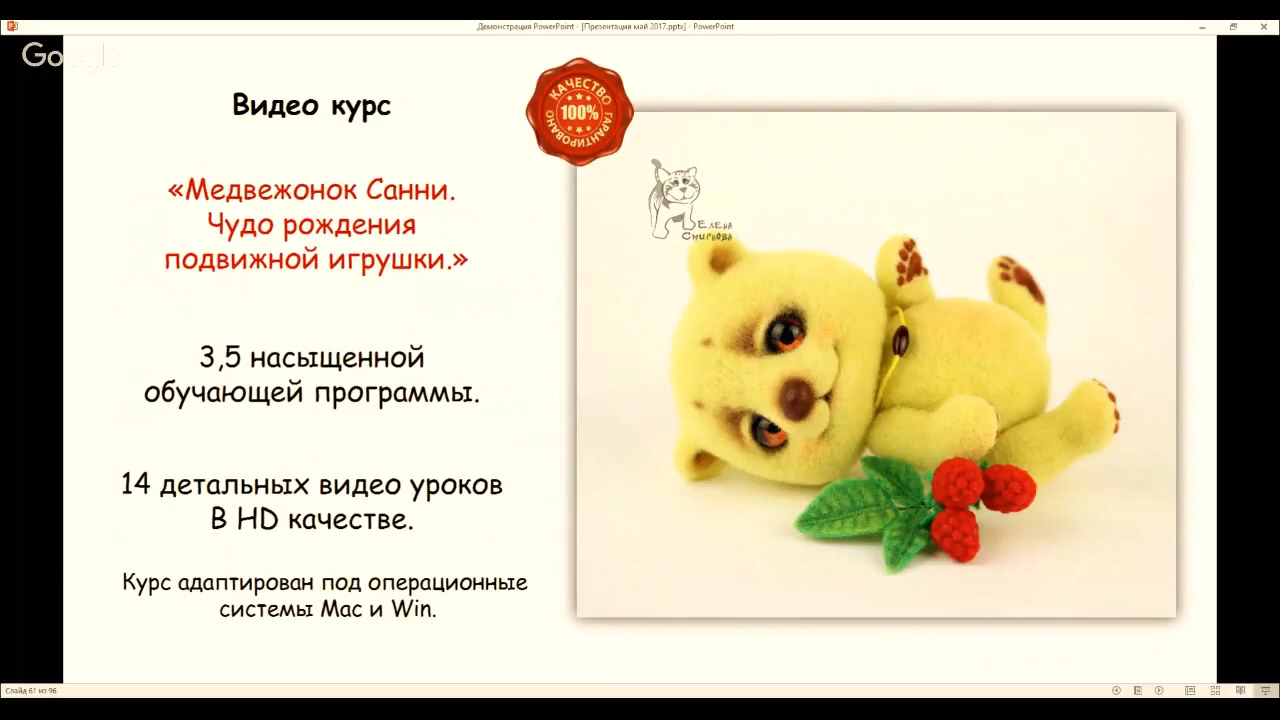 Демонстрация PowerPoint - [Презентация май 2017.pptx] - PowerPoint
Google
Видео курс
КАЧЕСТВО
100%
ГАРАНТИРОВАНО
«Медвежонок Санни.
Чудо рождения
подвижной игрушки.»
Елена
Смирнова
3,5 насыщенной
обучающей программы.
14 детальных видео уроков
В HD качестве.
Курс адаптирован под операционные
системы Mac и Win.
Слайд 61 из 96